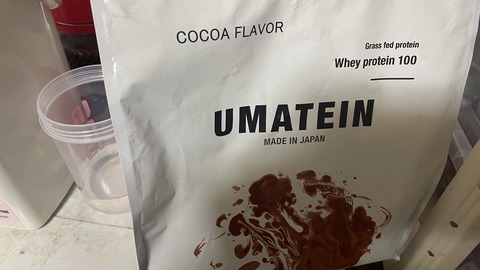 COCOA FLAVOR
Grass fed protein
Whey protein 100
UMATEIN
MADE IN JAPAN